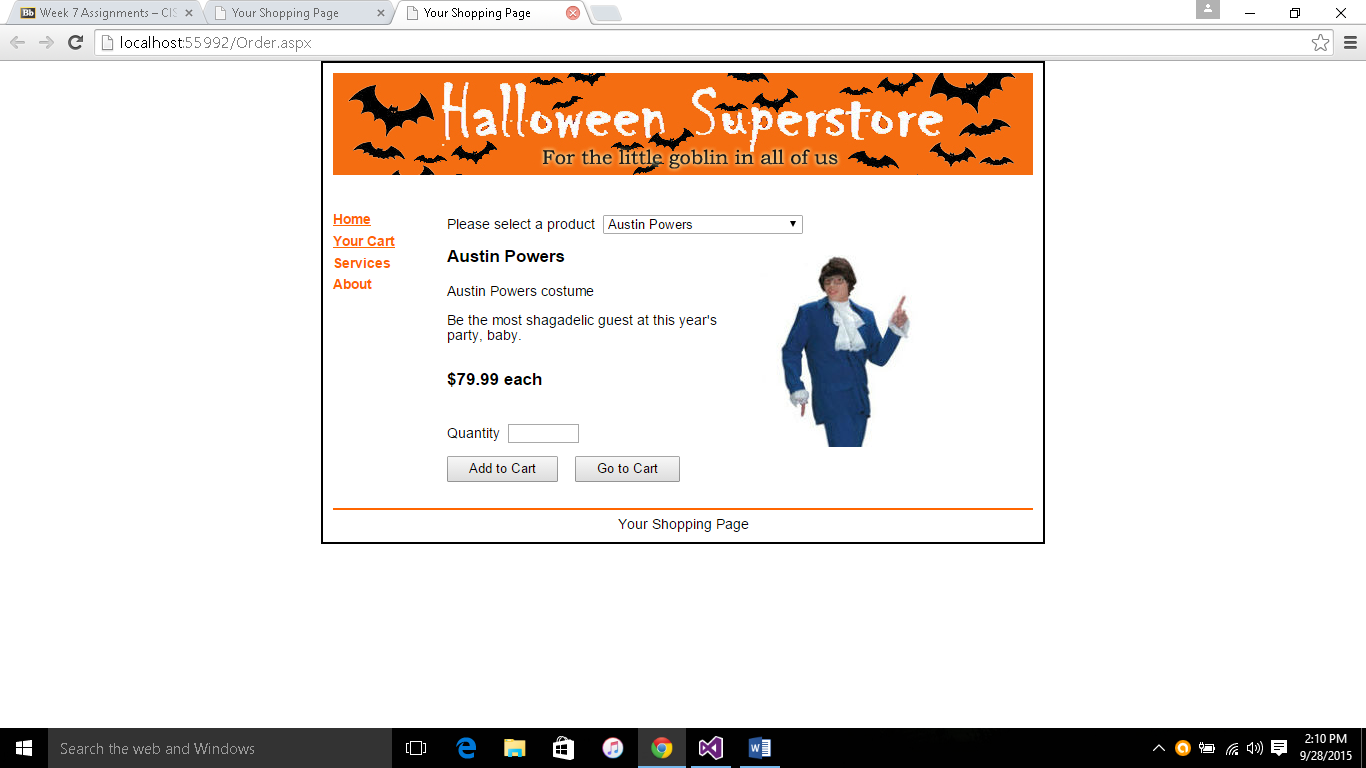 Week 7 Assignments – CIS
Your Shopping Page
Your Shopping Page
localhost:55992/Order.aspx
Halloween Superstore
For the little goblin in all of us
Home
Your Cart
Services
About
Please select a product Austin Powers
Austin Powers
Austin Powers costume
Be the most shagadelic guest at this year's
party, baby.
$79.99 each
Quantity
Add to Cart Go to Cart
Your Shopping Page
Search the web and Windows
2:10 PM
9/28/2015